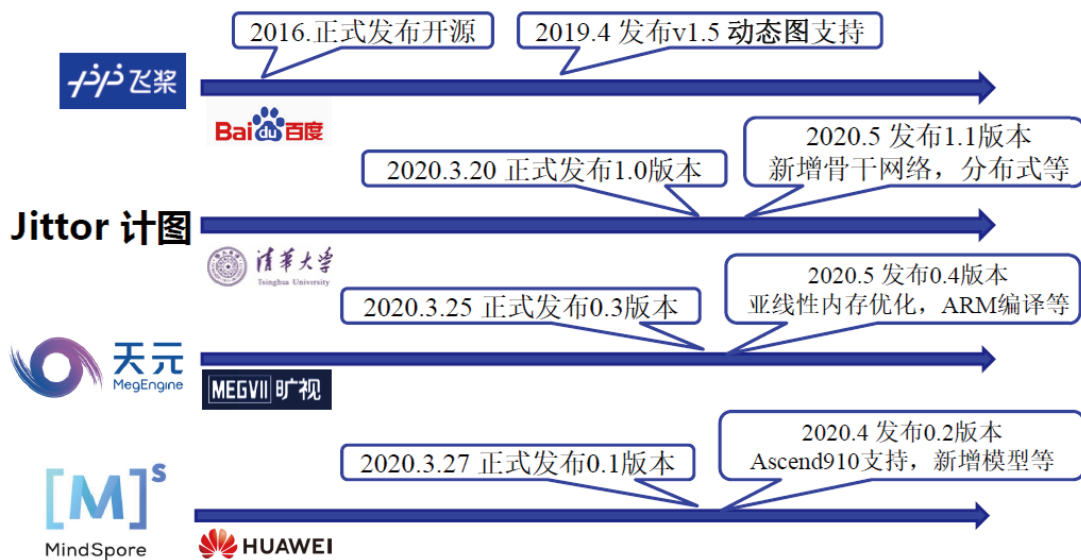 2016.正式发布开源
2019.4 发布v1.5 动态图支持
飞桨
Bai du 百度
2020.3.20 正式发布1.0版本
2020.5 发布1.1版本
新增骨干网络，分布式等
Jittor 计图
清华大学
Tsinghua University
2020.3.25 正式发布0.3版本
2020.5 发布0.4版本
亚线性内存优化，ARM编译等
天元
MegEngine
MEGVII 旷视
2020.3.27 正式发布0.1版本
2020.4 发布0.2版本
Ascend910支持，新增模型等
[M]s
MindSpore
HUAWEI